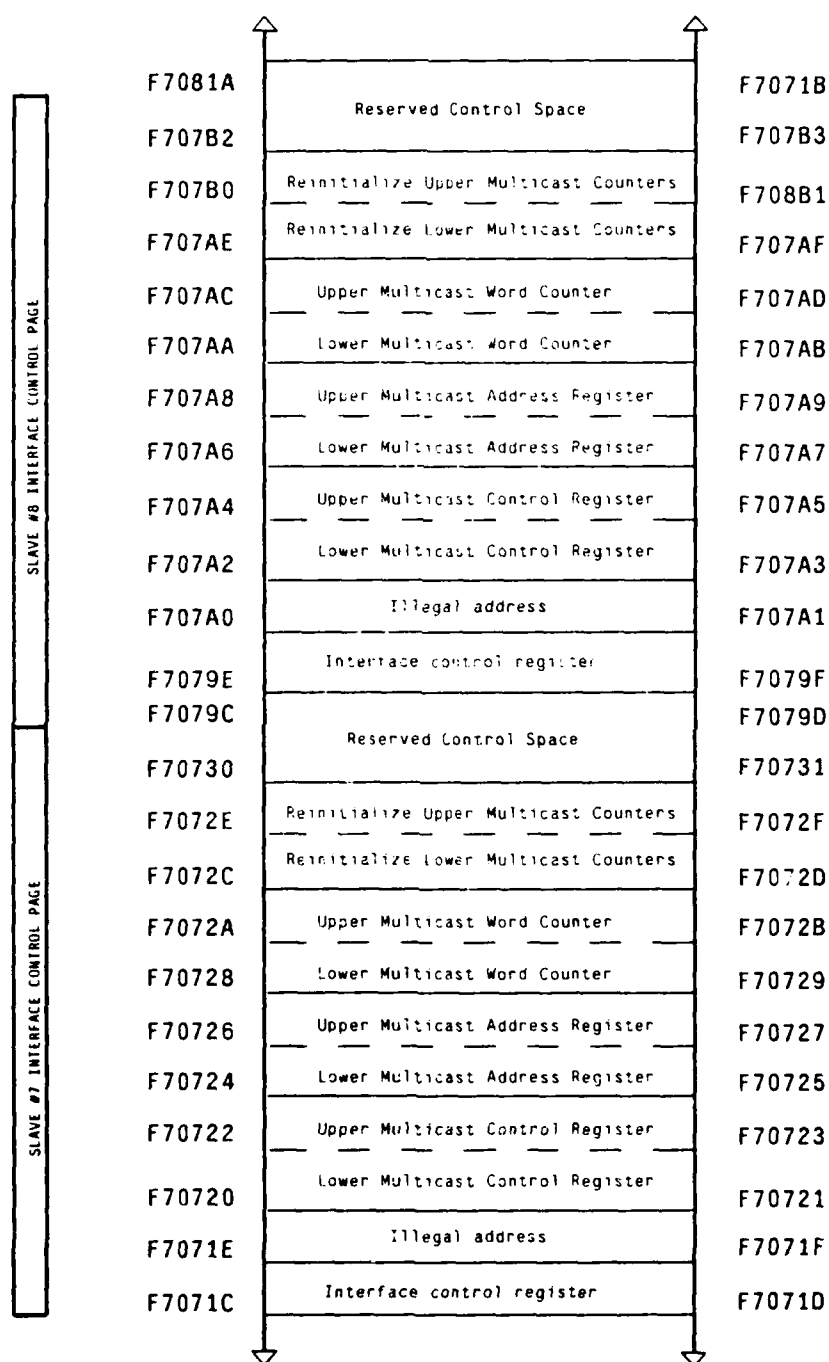 F7081A F7071B
Reserved Control Space
F707B2 F707B3
F707B0 Reinitialize Upper Multicast Counters F708B1
F707AE Reinitialize Lower Multicast Counters F707AF
F707AC Upper Multicast Word Counter F707AD
F707AA Lower Multicast Word Counter F707AB
F707A8 Upper Multicast Address Register F707A9
F707A6 Lower Multicast Address Register F707A7
F707A4 Upper Multicast Control Register F707A5
F707A2 Lower Multicast Control Register F707A3
F707A0 Illegal address F707A1
F7079E Interface control register F7079F
F7079C F7079D
Reserved Control Space
F70730 F70731
F7072E Reinitialize Upper Multicast Counters F7072F
F7072C Reinitialize Lower Multicast Counters F7072D
F7072A Upper Multicast Word Counter F7072B
F70728 Lower Multicast Word Counter F70729
F70726 Upper Multicast Address Register F70727
F70724 Lower Multicast Address Register F70725
F70722 Upper Multicast Control Register F70723
F70720 Lower Multicast Control Register F70721
F7071E Illegal address F7071F
F7071C Interface control register F7071D
SLAVE #8 INTERFACE CONTROL PAGE
SLAVE #7 INTERFACE CONTROL PAGE